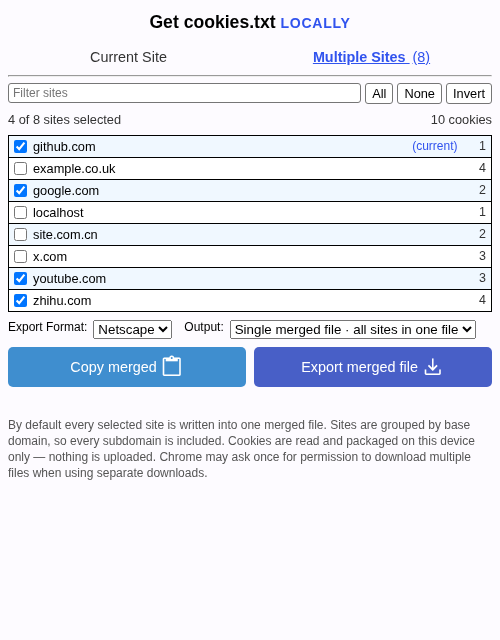 Get cookies.txt LOCALLY
Current Site
Multiple Sites (8)
Filter sites
All
None
Invert
4 of 8 sites selected
10 cookies
github.com (current) 1
example.co.uk 4
google.com 2
localhost 1
site.com.cn 2
x.com 3
youtube.com 3
zhihu.com 4
Export Format: Netscape Output: Single merged file · all sites in one file
Copy merged
Export merged file
By default every selected site is written into one merged file. Sites are grouped by base
domain, so every subdomain is included. Cookies are read and packaged on this device
only — nothing is uploaded. Chrome may ask once for permission to download multiple
files when using separate downloads.